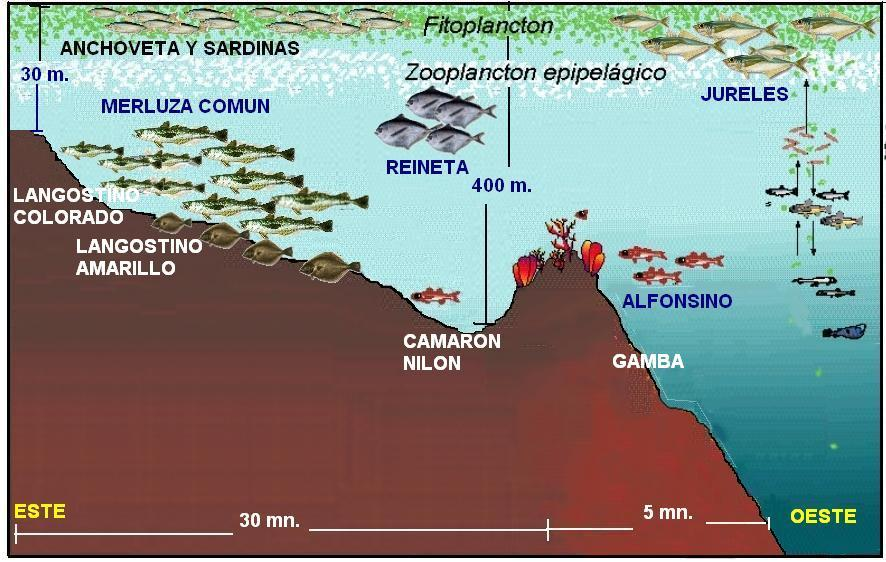 Fitoplancton
ANCHOVETA Y SARDINAS
30 m.
Zooplancton epipelágico
JURELES
MERLUZA COMUN
REINETA
400 m.
LANGOSTINO
COLORADO
LANGOSTINO
AMARILLO
ALFONSINO
CAMARON
NILON
GAMBA
ESTE
30 mn.
5 mn.
OESTE